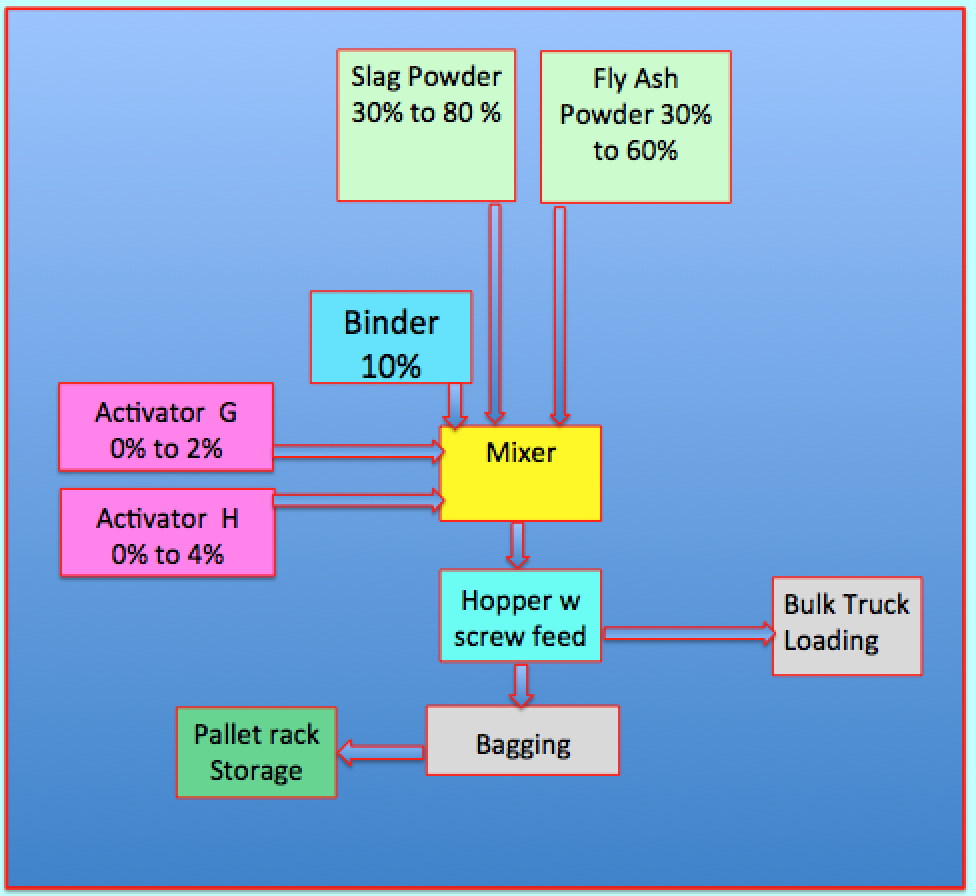 Slag Powder
30% to 80 %
Fly Ash
Powder 30%
to 60%
Binder
10%
Activator  G
0% to 2%
Activator  H
0% to 4%
Mixer
Hopper w
screw feed
Bulk Truck
Loading
Bagging
Pallet rack
Storage